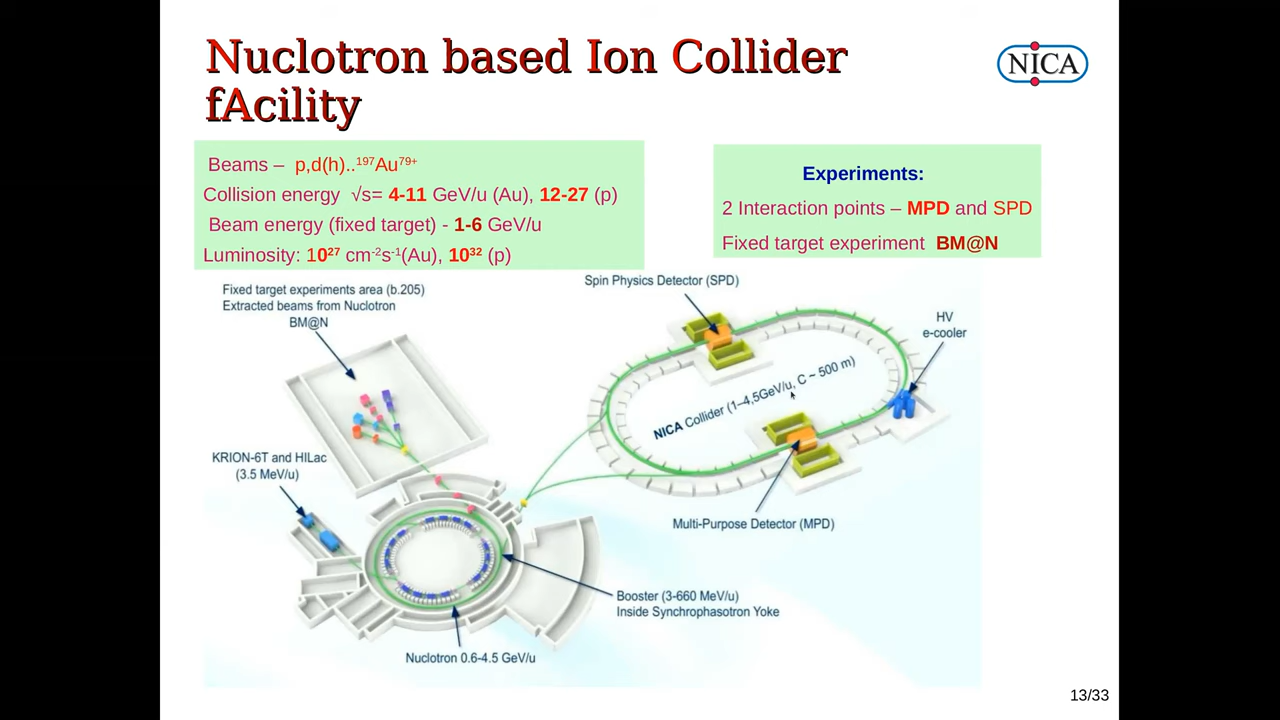 Nuclotron based Ion Collider
fAcility
NICA
Beams – p,d(h)..¹⁹⁷Au⁷⁹⁺
Collision energy √s= 4-11 GeV/u (Au), 12-27 (p)
Beam energy (fixed target) - 1-6 GeV/u
Luminosity: 10²⁷ cm⁻²s⁻¹(Au), 10³² (p)
Experiments:
2 Interaction points – MPD and SPD
Fixed target experiment BM@N
Fixed target experiments area (b.205)
Extracted beams from Nuclotron
BM@N
Spin Physics Detector (SPD)
HV
e-cooler
NICA Collider (1–4,5GeV/u, C ~ 500 m)
KRION-6T and HILac
(3.5 MeV/u)
Multi-Purpose Detector (MPD)
Booster (3-660 MeV/u)
Inside Synchrophasotron Yoke
Nuclotron 0.6-4.5 GeV/u
13/33